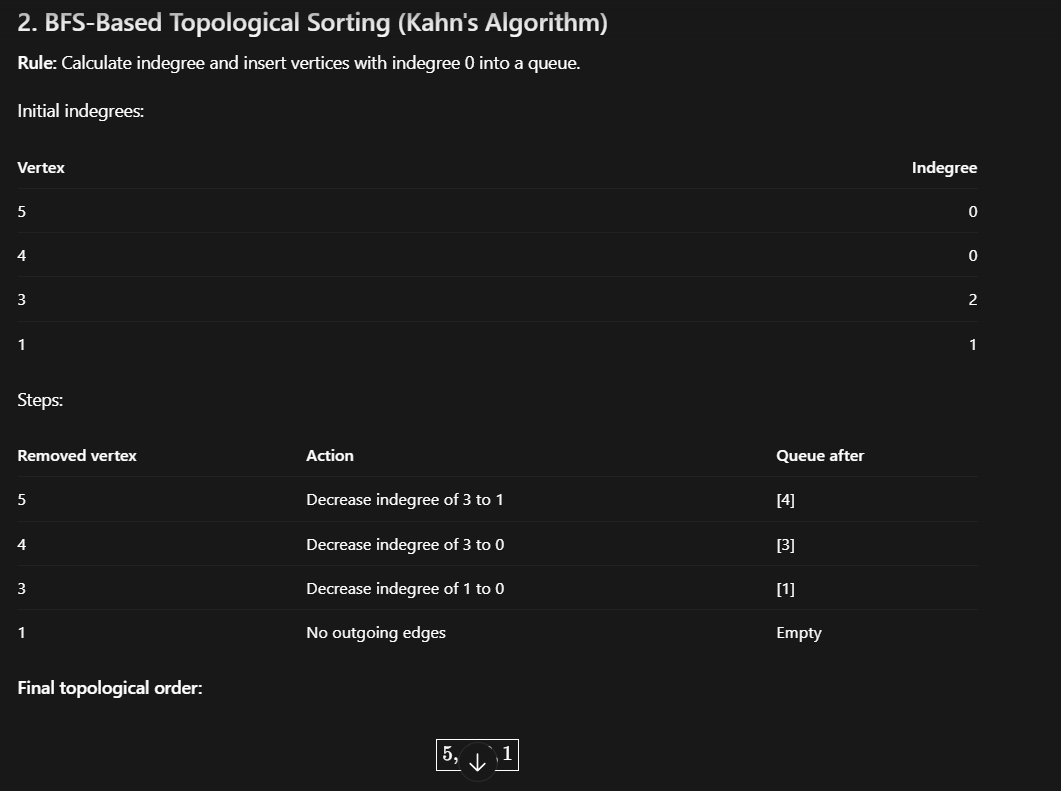 2. BFS-Based Topological Sorting (Kahn's Algorithm)
Rule: Calculate indegree and insert vertices with indegree 0 into a queue.
Initial indegrees:
Vertex Indegree
5 0
4 0
3 2
1 1
Steps:
Removed vertex Action Queue after
5 Decrease indegree of 3 to 1 [4]
4 Decrease indegree of 3 to 0 [3]
3 Decrease indegree of 1 to 0 [1]
1 No outgoing edges Empty
Final topological order:
5, 1